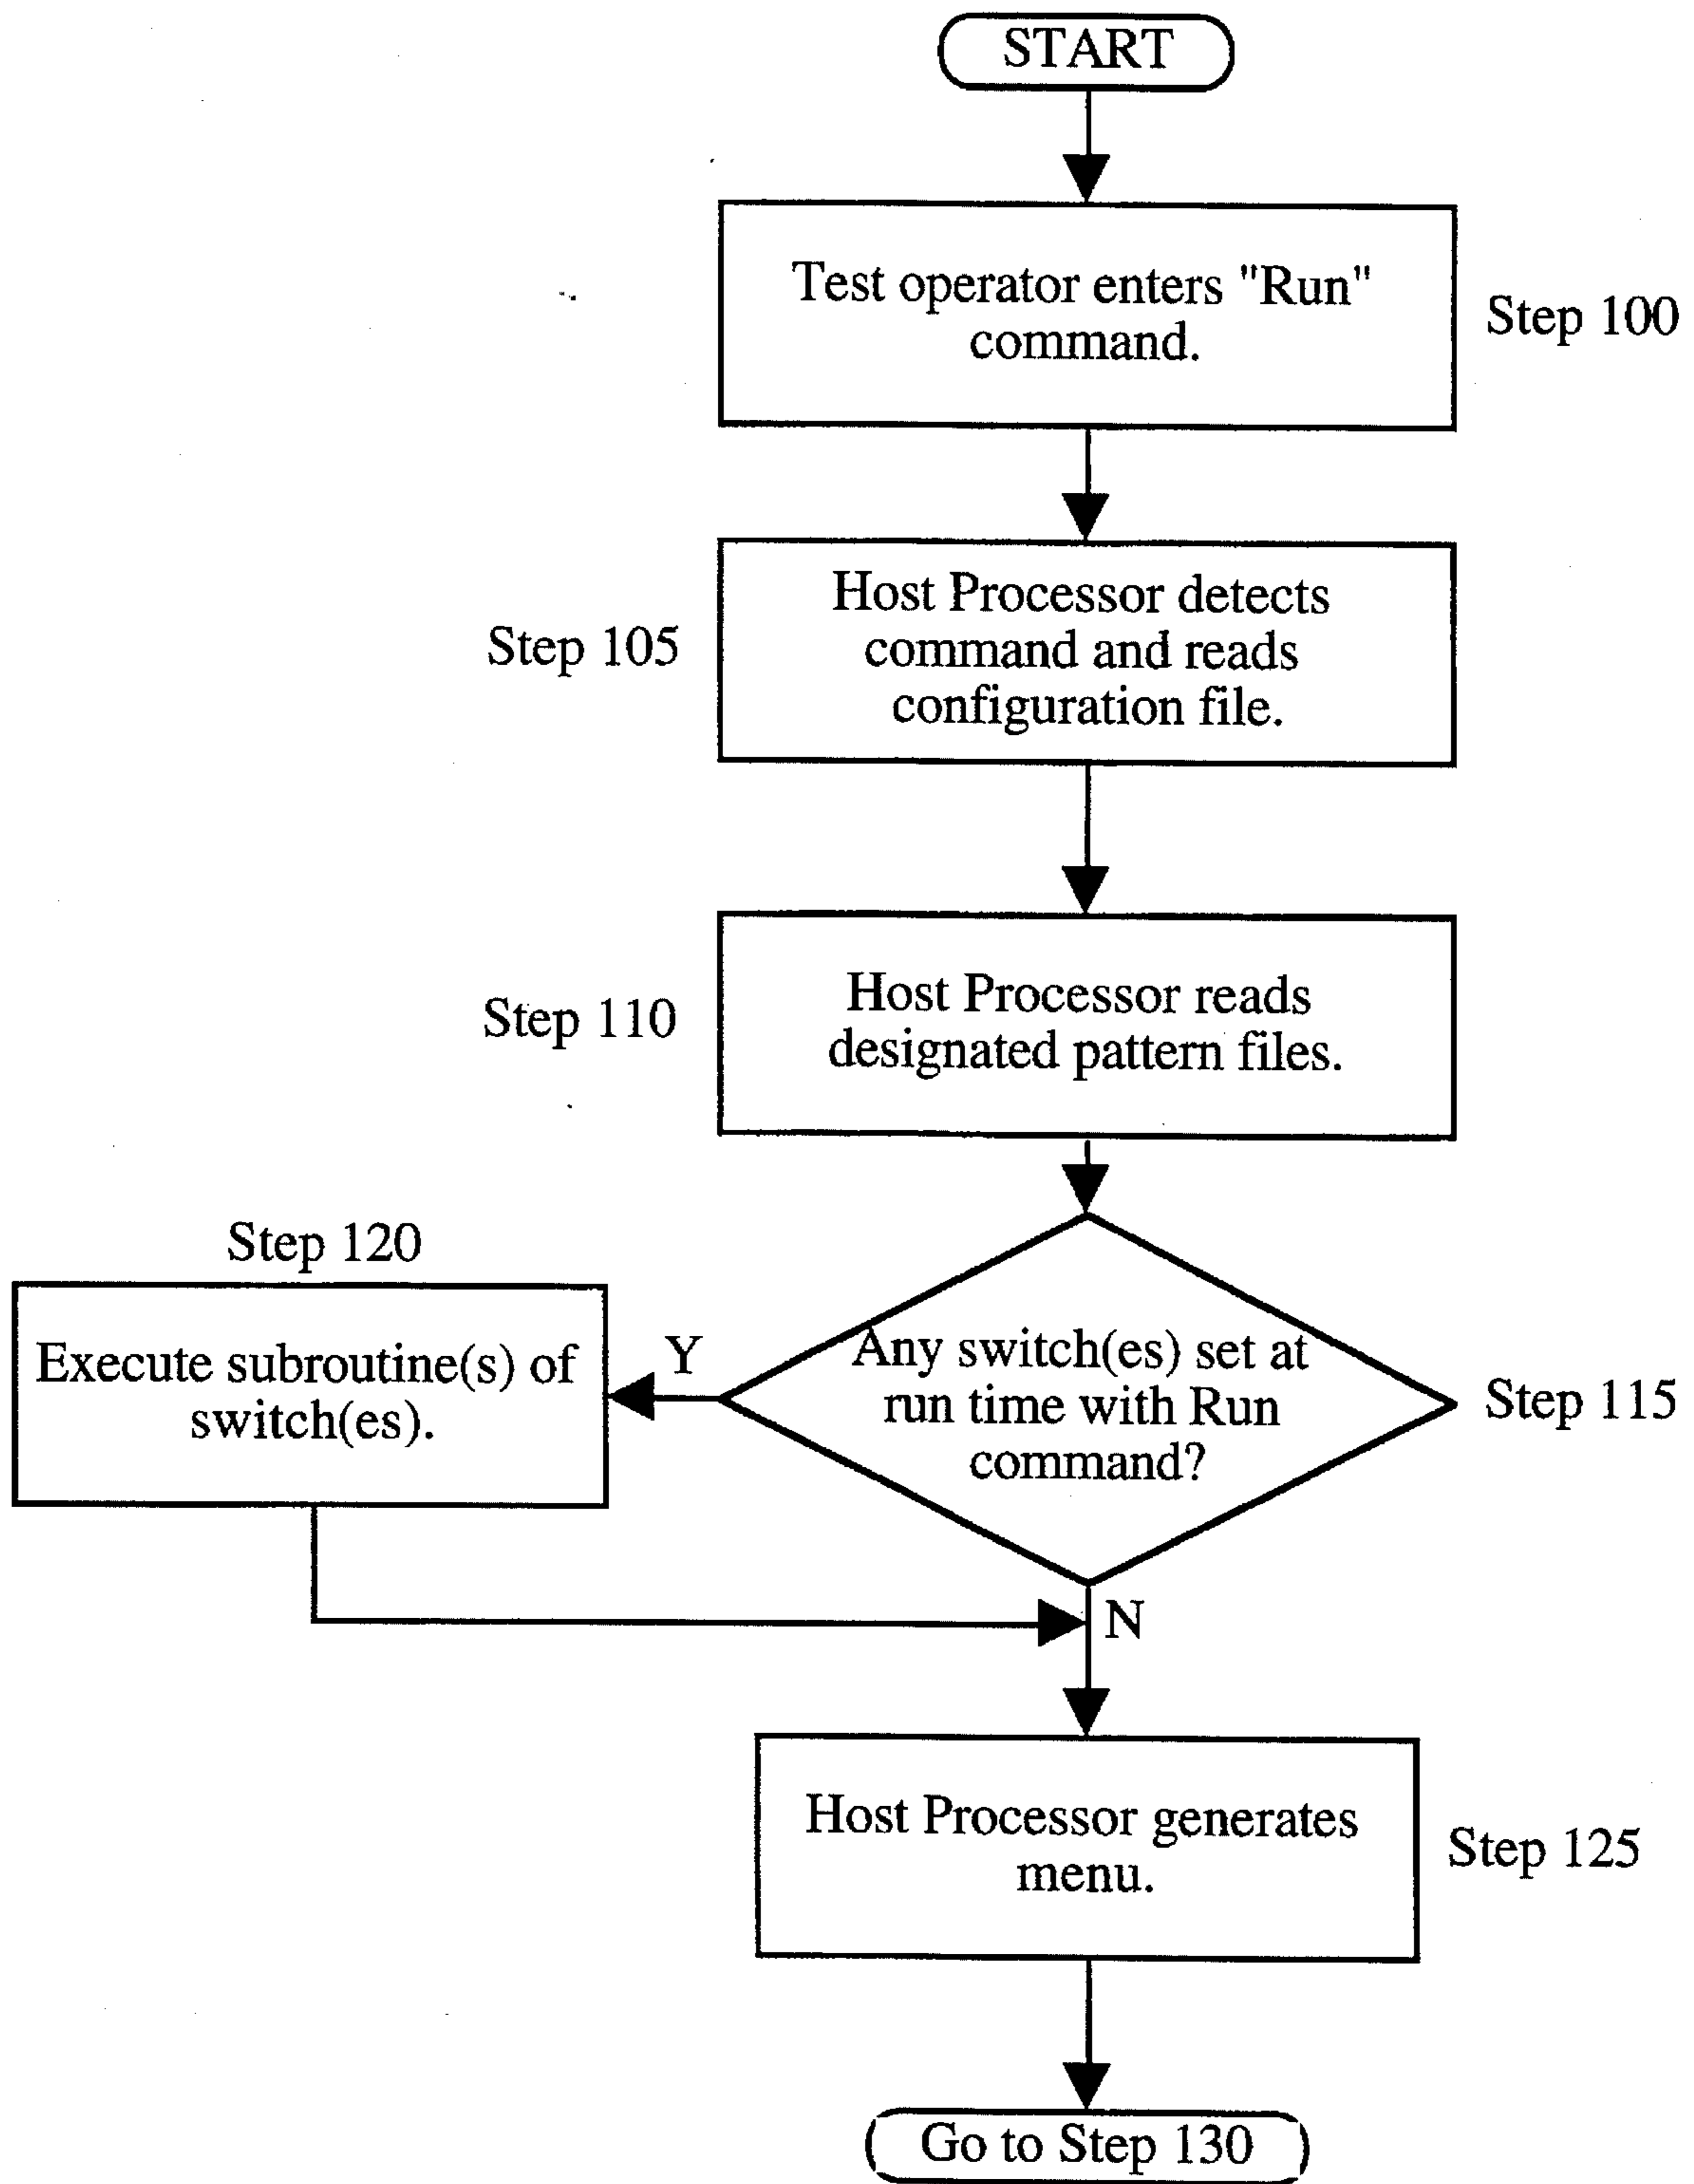 START
Test operator enters "Run"
command.
Step 100
Host Processor detects
command and reads
configuration file.
Step 105
Host Processor reads
designated pattern files.
Step 110
Any switch(es) set at
run time with Run
command?
Step 115
Y
Step 120
Execute subroutine(s) of
switch(es).
N
Host Processor generates
menu.
Step 125
Go to Step 130